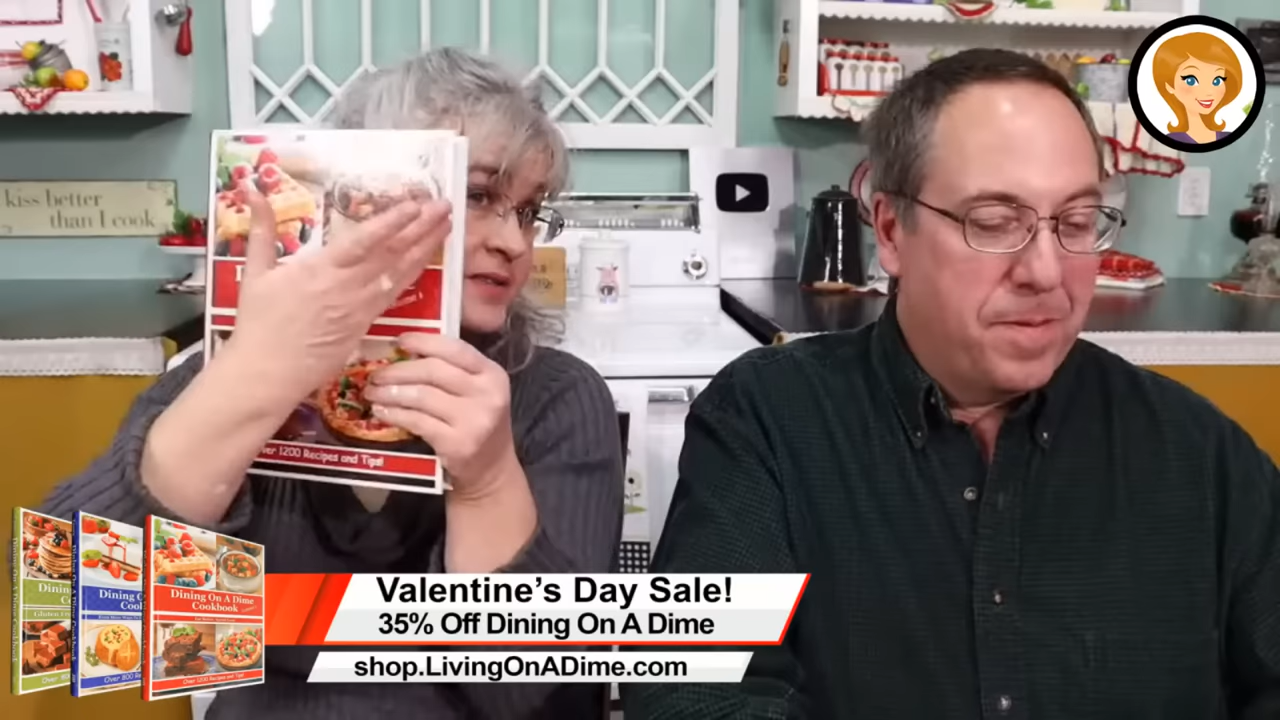 kiss better
than I cook
Over 1200 Recipes and Tips!
Dining On A Dime
Cookbook
Over 1200 Recipes and Tips!
Valentine's Day Sale!
35% Off Dining On A Dime
shop.LivingOnADime.com